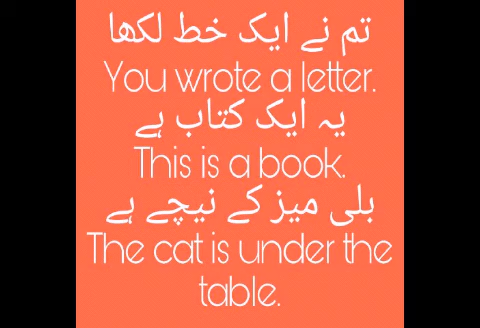 تم نے ایک خط لکھا
You wrote a letter.
یہ ایک کتاب ہے
This is a book.
بلی میز کے نیچے ہے
The cat is under the
table.